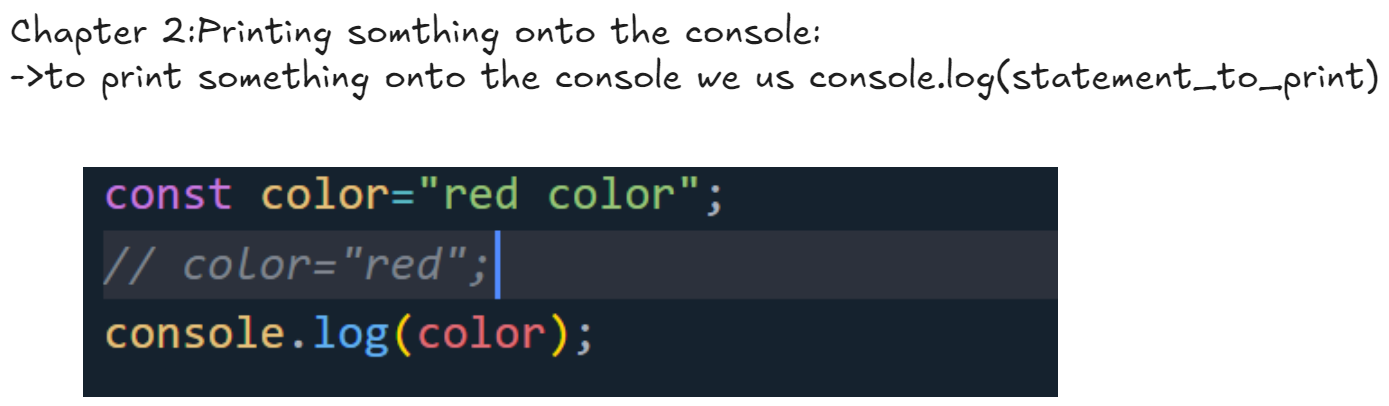 Chapter 2:Printing somthing onto the console:
->to print something onto the console we us console.log(statement_to_print)
const color="red color";
// color="red";
console.log(color);